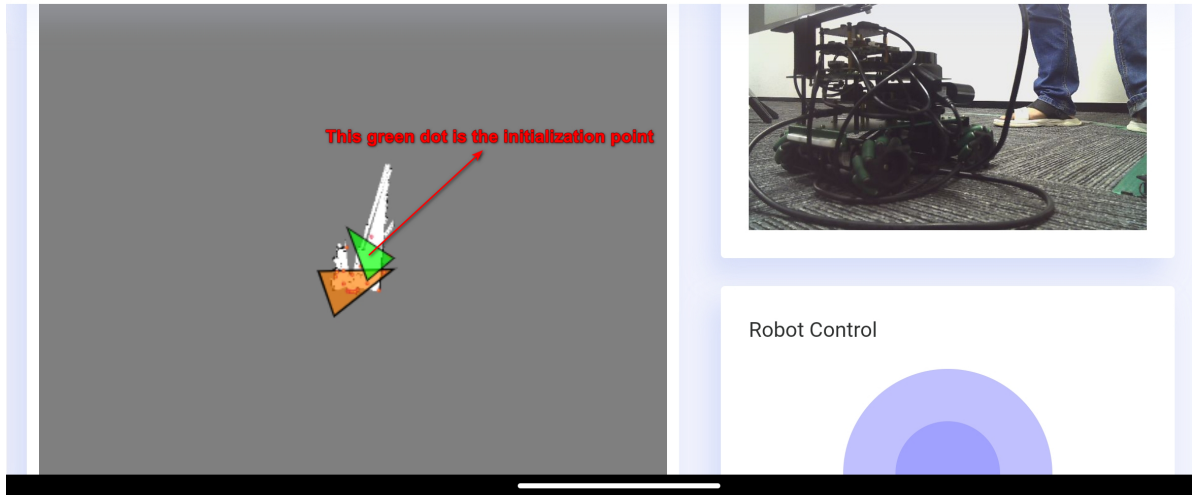 This green dot is the initialization point
Robot Control